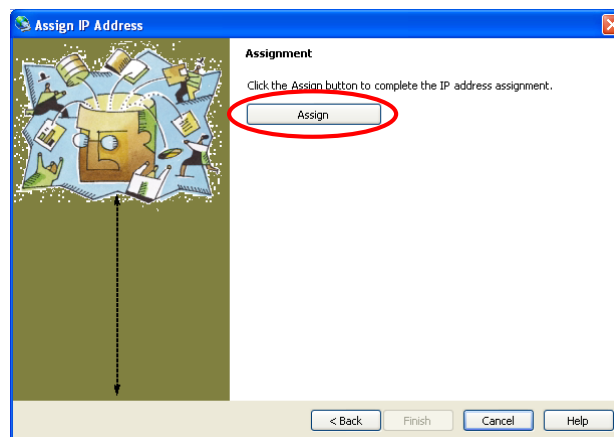 Assign IP Address
Assignment
Click the Assign button to complete the IP address assignment.
Assign
< Back Finish Cancel Help